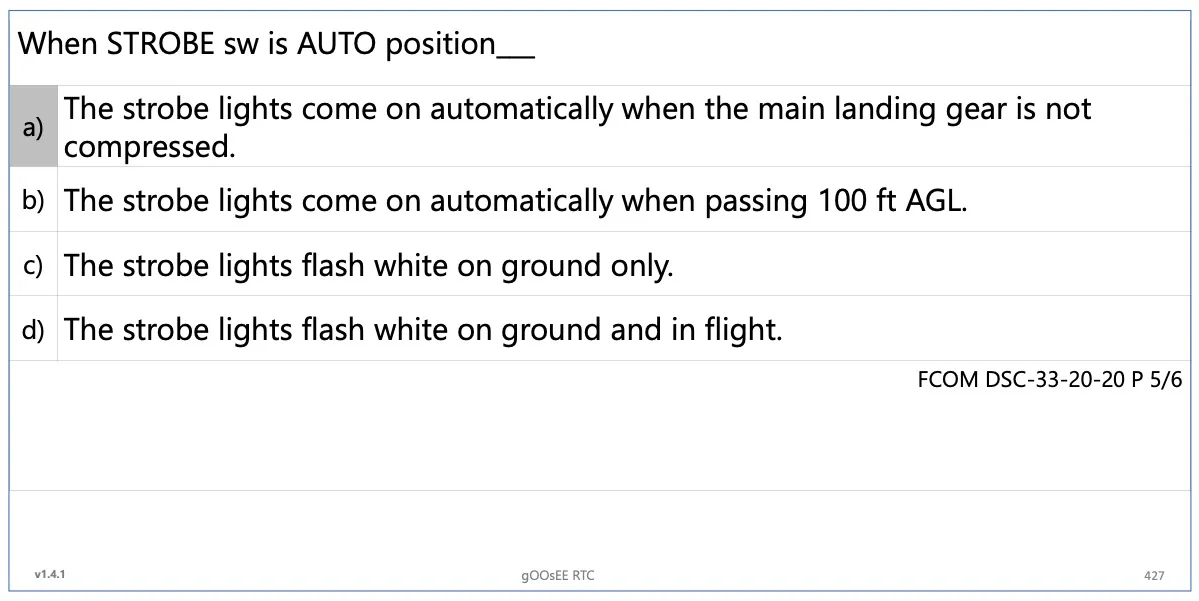 When STROBE sw is AUTO position___
a) The strobe lights come on automatically when the main landing gear is not
compressed.
b) The strobe lights come on automatically when passing 100 ft AGL.
c) The strobe lights flash white on ground only.
d) The strobe lights flash white on ground and in flight.
FCOM DSC-33-20-20 P 5/6
v1.4.1 gOOsEE RTC 427